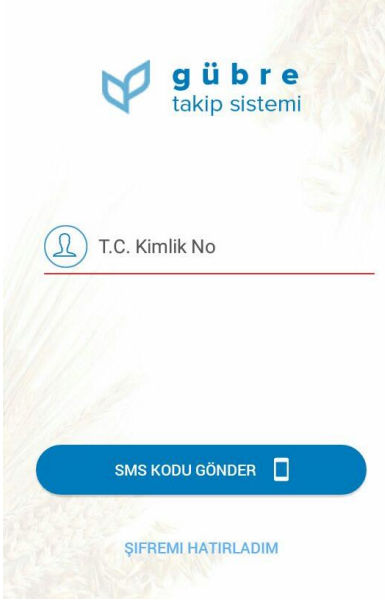 gübre
takip sistemi
T.C. Kimlik No
SMS KODU GÖNDER
ŞIFREMI HATIRLADIM